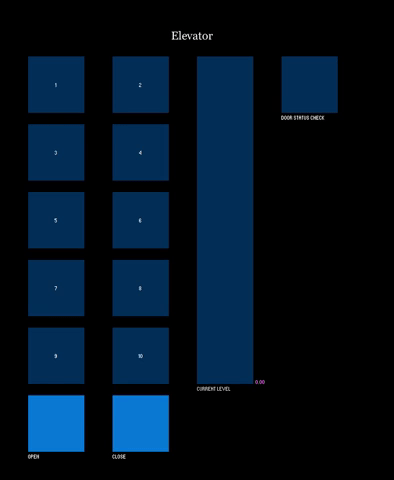 Elevator
1
2
3
4
5
6
7
8
9
10
DOOR STATUS CHECK
0.00
CURRENT LEVEL
OPEN
CLOSE